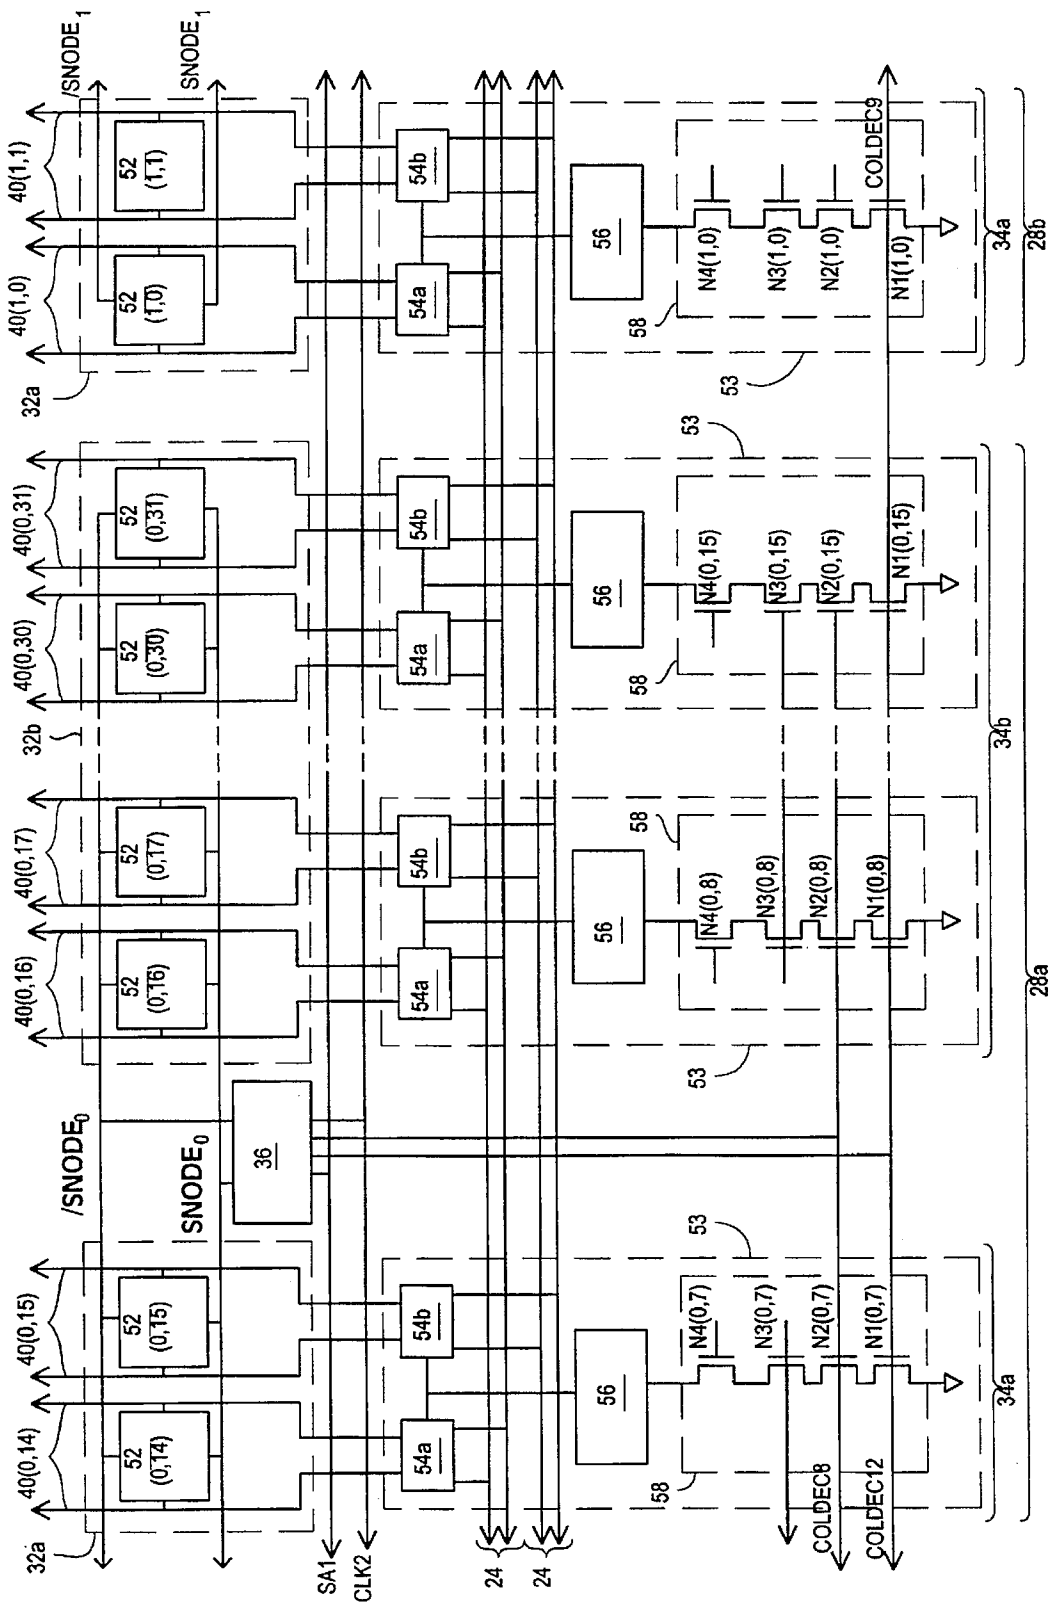 /SNODE1
SNODE1
40(1,1)
52 (1,1)
40(1,0)
52 (1,0)
32a
54b
54a
56
58
N4(1,0)
N3(1,0)
N2(1,0)
N1(1,0)
COLDEC9
53
34a
28b
40(0,31)
52 (0,31)
40(0,30)
52 (0,30)
32b
54b
54a
56
53
58
N4(0,15)
N3(0,15)
N2(0,15)
N1(0,15)
34b
40(0,17)
52 (0,17)
40(0,16)
52 (0,16)
54b
54a
56
58
N4(0,8)
N3(0,8)
N2(0,8)
N1(0,8)
53
28a
/SNODE0
SNODE0
36
40(0,15)
52 (0,15)
40(0,14)
52 (0,14)
32a
54b
54a
56
53
58
N4(0,7)
N3(0,7)
N2(0,7)
N1(0,7)
34a
SA1
CLK2
24
24
COLDEC8
COLDEC12